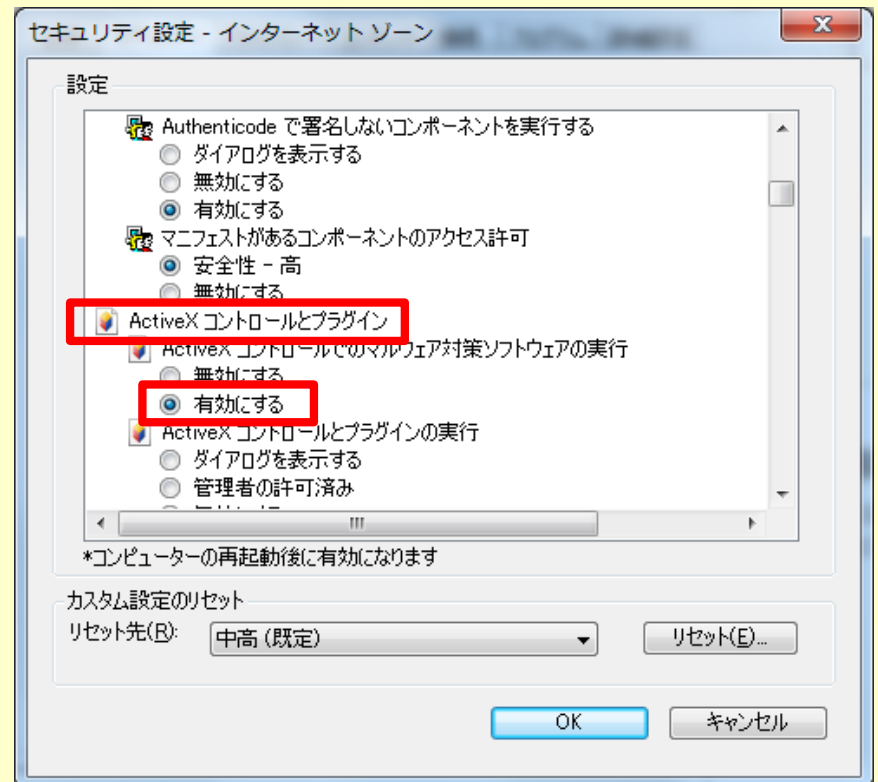 セキュリティ設定 - インターネット ゾーン
設定
Authenticode で署名しないコンポーネントを実行する
ダイアログを表示する
無効にする
有効にする
マニフェストがあるコンポーネントのアクセス許可
安全性 - 高
無効にする
ActiveX コントロールとプラグイン
ActiveX コントロールでのマルウェア対策ソフトウェアの実行
無効にする
有効にする
ActiveX コントロールとプラグインの実行
ダイアログを表示する
管理者の許可済み
*コンピューターの再起動後に有効になります
カスタム設定のリセット
リセット先(R): 中高 (既定) リセット(E)...
OK キャンセル